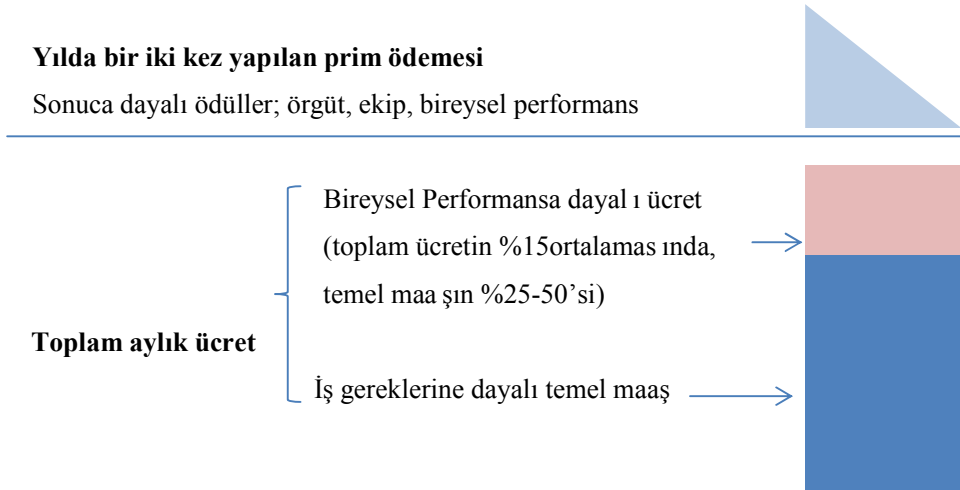 Yılda bir iki kez yapılan prim ödemesi
Sonuca dayalı ödüller; örgüt, ekip, bireysel performans
Bireysel Performansa dayal ı ücret
(toplam ücretin %15ortalamas ında,
temel maa şın %25-50’si)
Toplam aylık ücret
İş gereklerine dayalı temel maaş